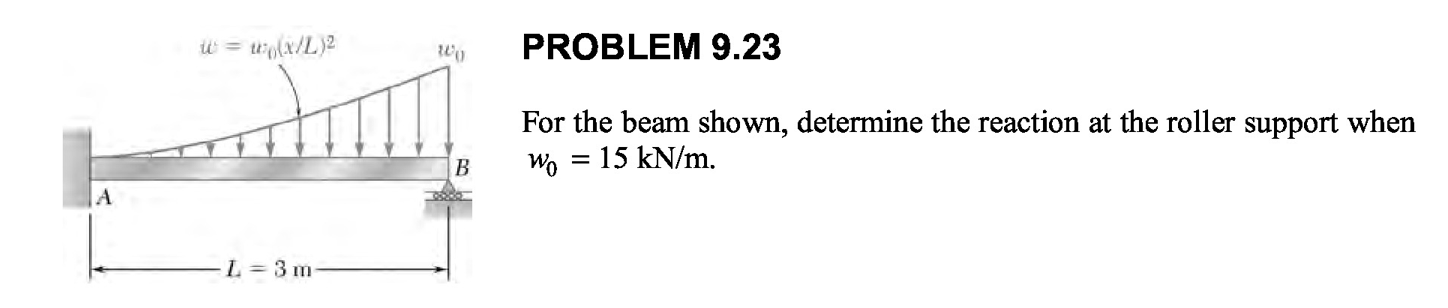 w = w₀(x/L)²
w₀
B
A
L = 3 m
PROBLEM 9.23
For the beam shown, determine the reaction at the roller support when
w₀ = 15 kN/m.